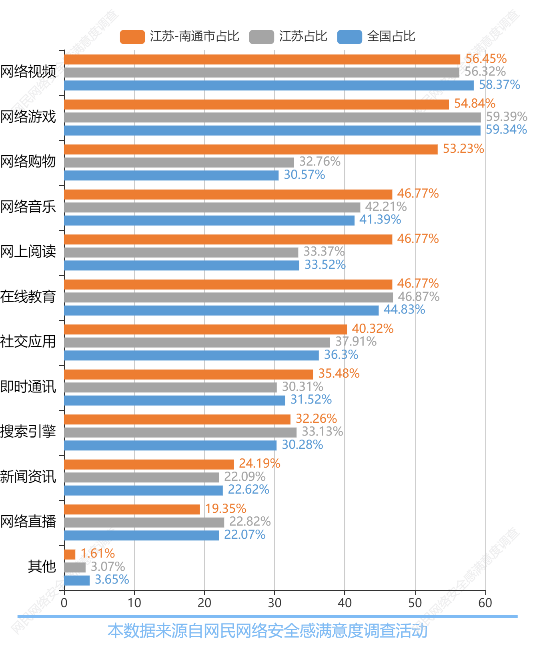 江苏-南通市占比 江苏占比 全国占比
网络视频 56.45% 56.32% 58.37%
网络游戏 54.84% 59.39% 59.34%
网络购物 53.23% 32.76% 30.57%
网络音乐 46.77% 42.21% 41.39%
网上阅读 46.77% 33.37% 33.52%
在线教育 46.77% 46.87% 44.83%
社交应用 40.32% 37.91% 36.3%
即时通讯 35.48% 30.31% 31.52%
搜索引擎 32.26% 33.13% 30.28%
新闻资讯 24.19% 22.09% 22.62%
网络直播 19.35% 22.82% 22.07%
其他 1.61% 3.07% 3.65%
0 10 20 30 40 50 60
本数据来源自网民网络安全感满意度调查活动